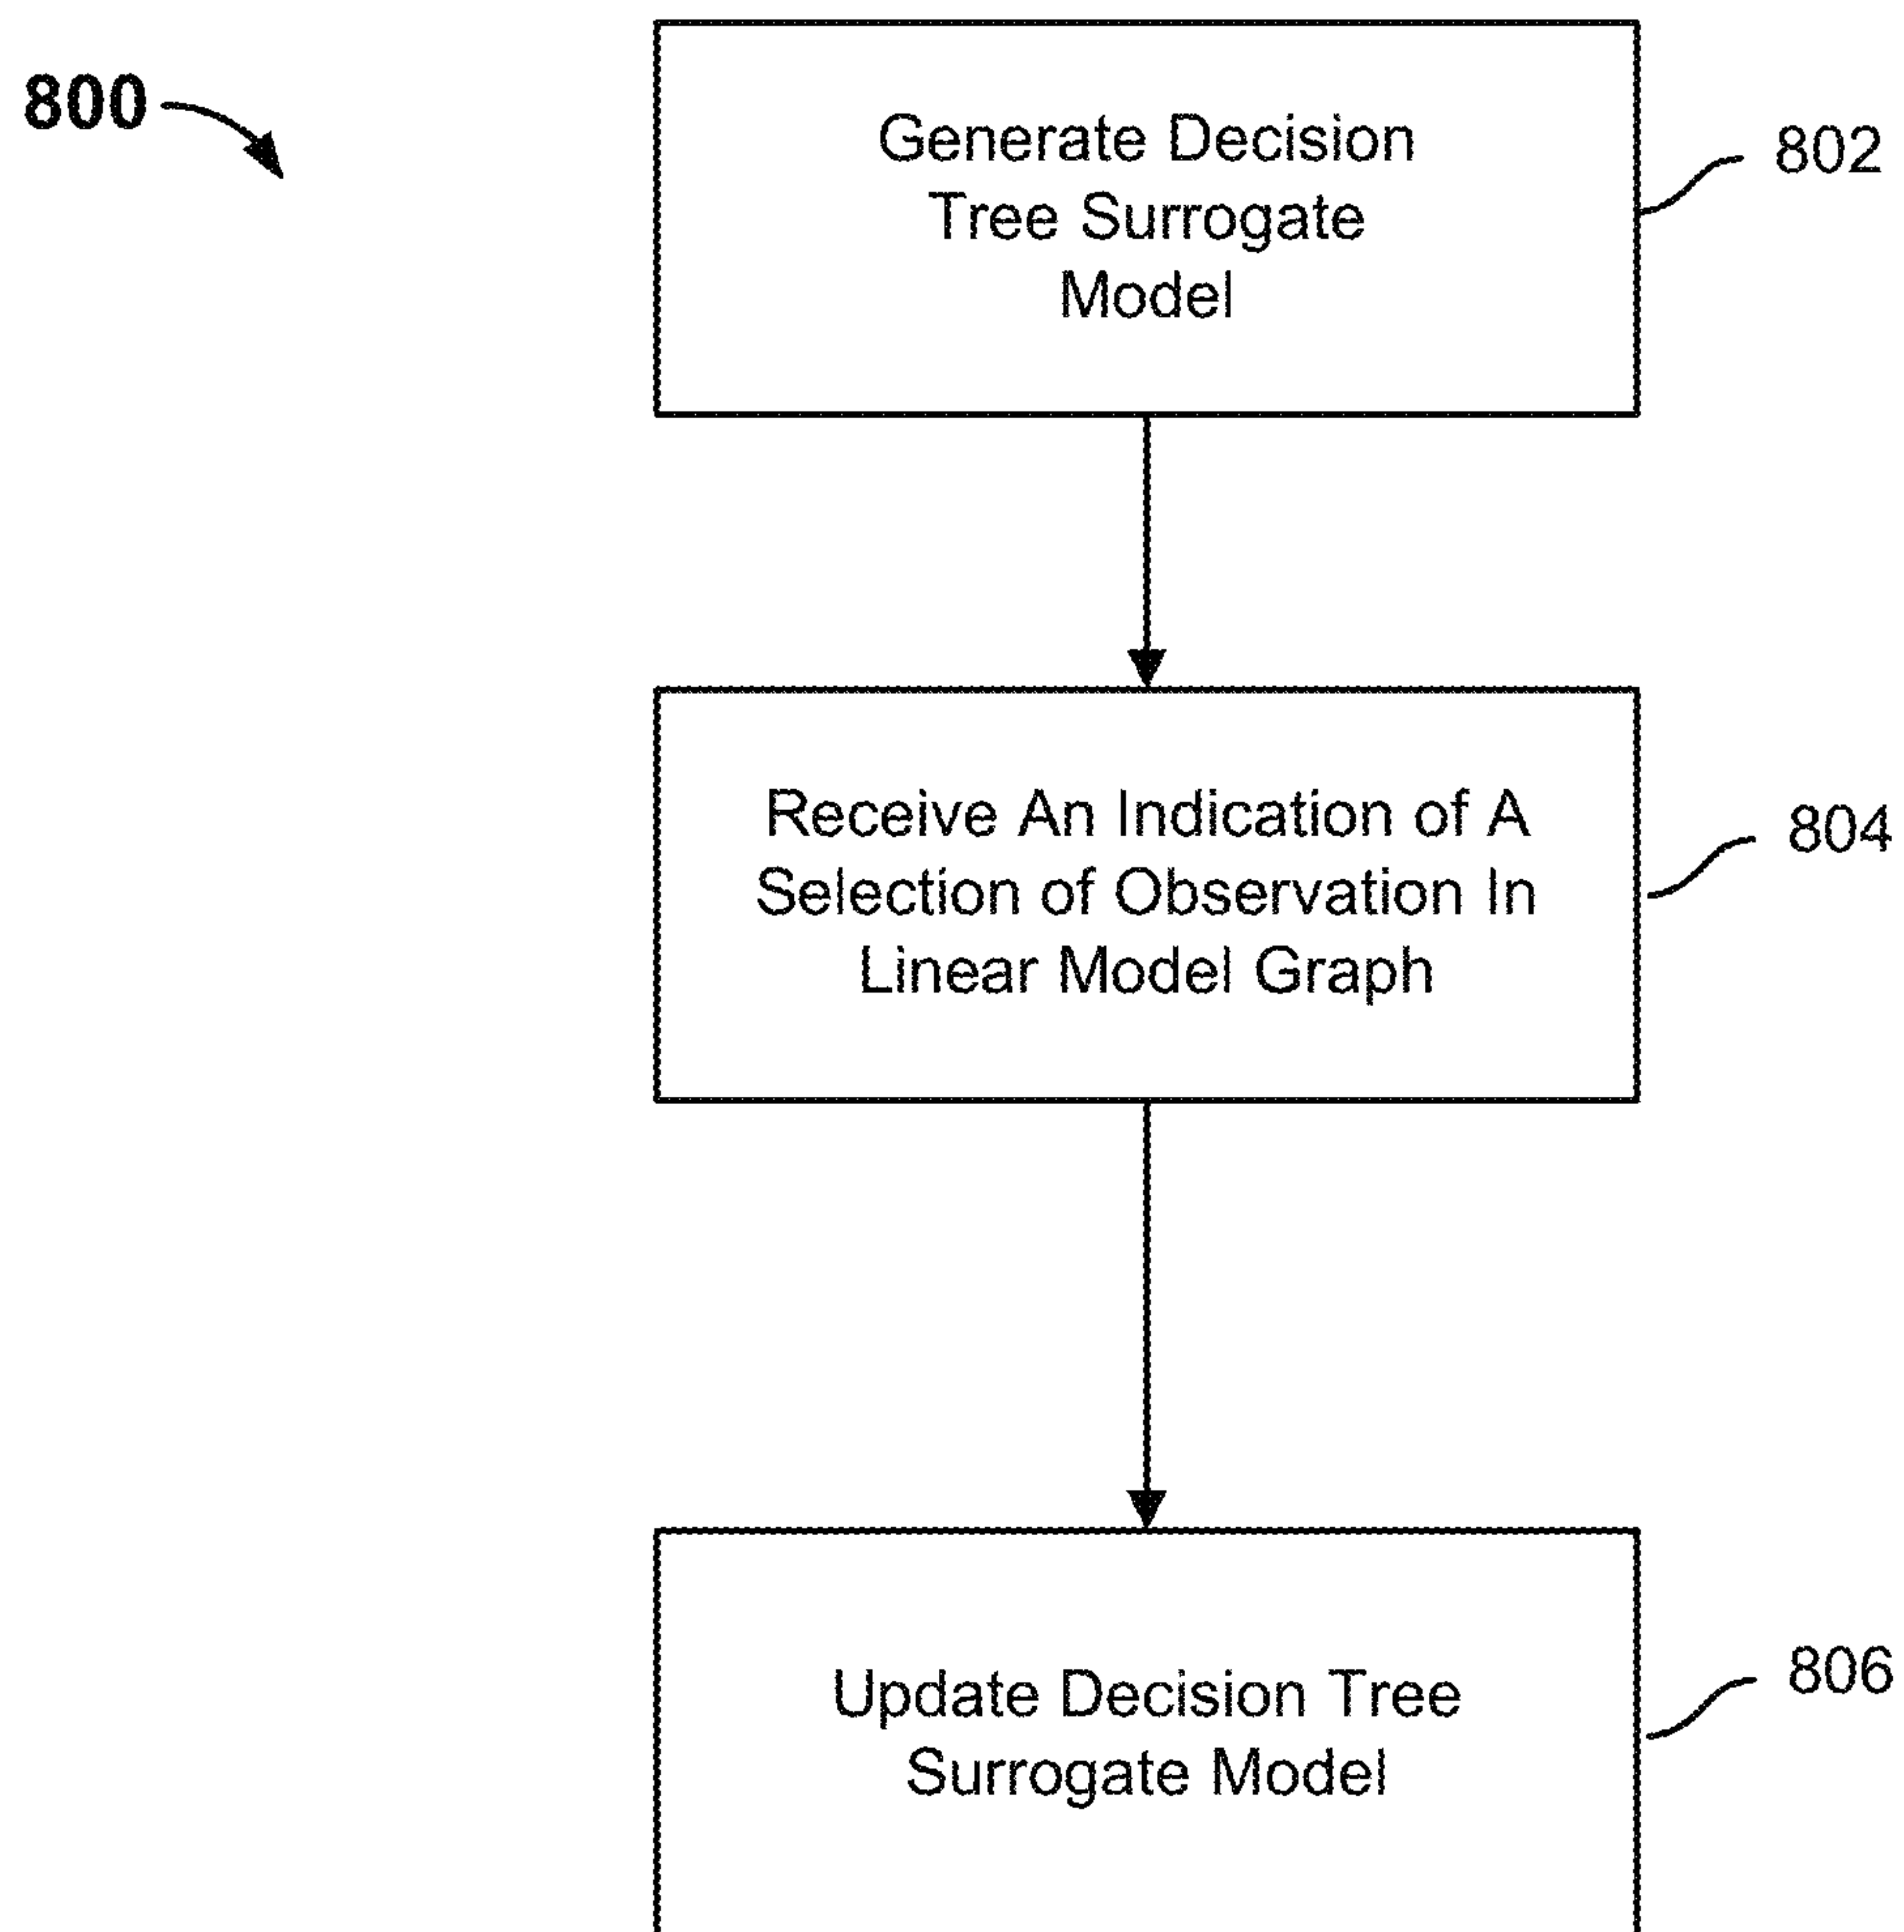 800
Generate Decision
Tree Surrogate
Model
802
Receive An Indication of A
Selection of Observation In
Linear Model Graph
804
Update Decision Tree
Surrogate Model
806